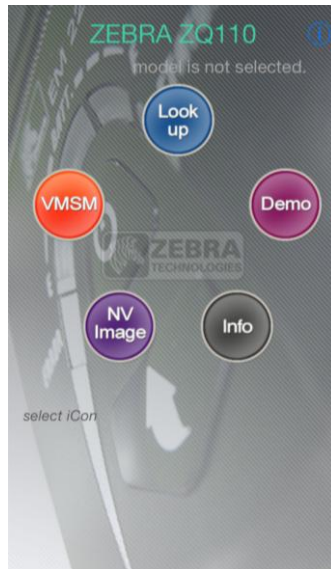 ZEBRA ZQ110
model is not selected.
Look
up
VMSM
Demo
ZEBRA
TECHNOLOGIES
NV
Image
Info
select iCon